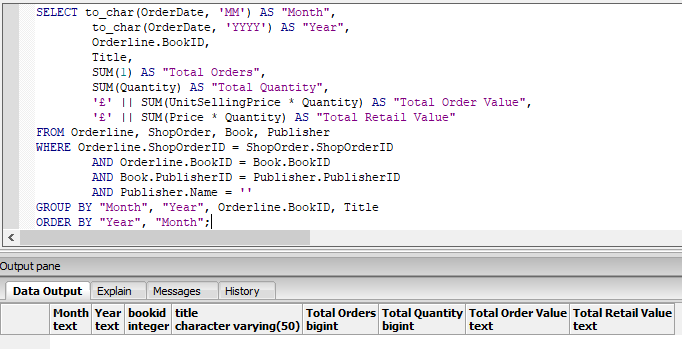 SELECT to_char(OrderDate, 'MM') AS "Month",
to_char(OrderDate, 'YYYY') AS "Year",
Orderline.BookID,
Title,
SUM(1) AS "Total Orders",
SUM(Quantity) AS "Total Quantity",
'£' || SUM(UnitSellingPrice * Quantity) AS "Total Order Value",
'£' || SUM(Price * Quantity) AS "Total Retail Value"
FROM Orderline, ShopOrder, Book, Publisher
WHERE Orderline.ShopOrderID = ShopOrder.ShopOrderID
AND Orderline.BookID = Book.BookID
AND Book.PublisherID = Publisher.PublisherID
AND Publisher.Name = ''
GROUP BY "Month", "Year", Orderline.BookID, Title
ORDER BY "Year", "Month";
Output pane
Data Output Explain Messages History
Month Year bookid title Total Orders Total Quantity Total Order Value Total Retail Value
text text integer character varying(50) bigint bigint text text